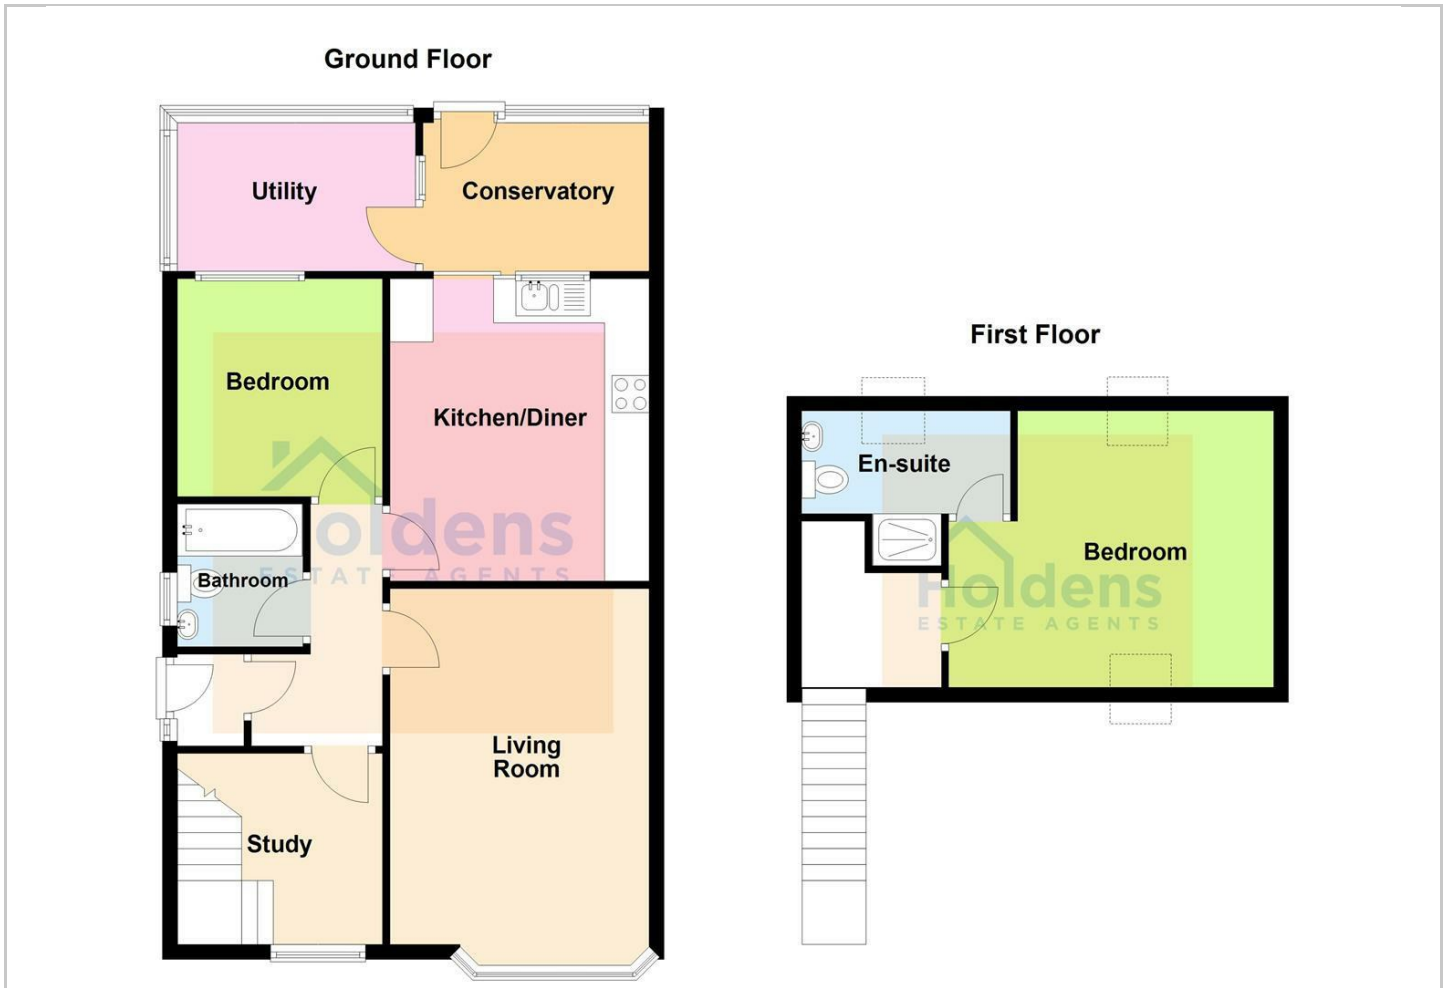 Ground Floor
Utility
Conservatory
Bedroom
Kitchen/Diner
Holdens
ESTATE AGENTS
Bathroom
Living
Room
Study
First Floor
En-suite
Bedroom
Holdens
ESTATE AGENTS